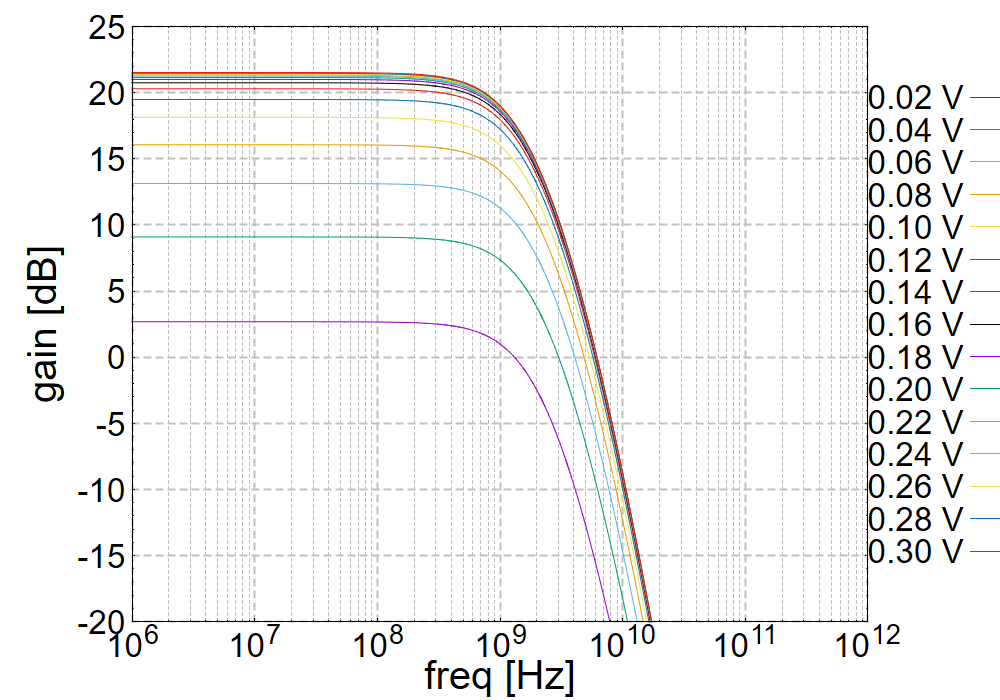 25
20
15
10
5
0
-5
-10
-15
-20
gain [dB]
10^6 10^7 10^8 10^9 10^10 10^11 10^12
freq [Hz]
0.02 V
0.04 V
0.06 V
0.08 V
0.10 V
0.12 V
0.14 V
0.16 V
0.18 V
0.20 V
0.22 V
0.24 V
0.26 V
0.28 V
0.30 V